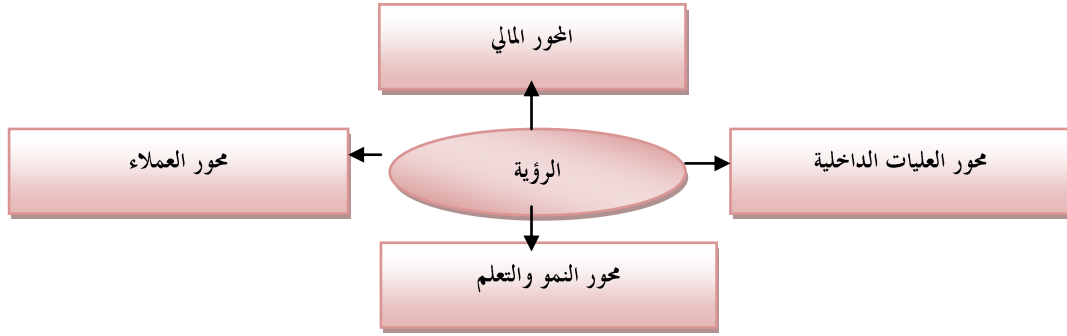 المحور المالي
محور العليات الداخلية
الرؤية
محور العملاء
محور النمو والتعلم